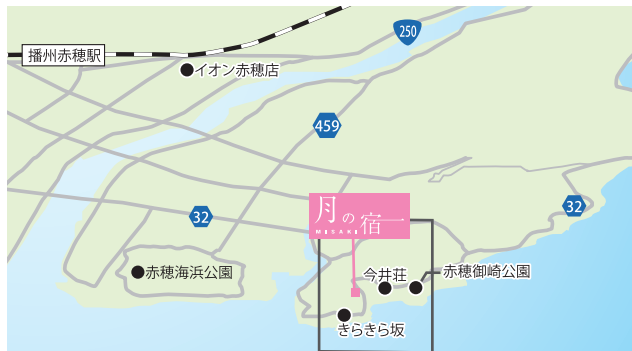 250
播州赤穂駅
イオン赤穂店
459
月の宿
MISAKI
32
32
赤穂海浜公園
今井荘
赤穂御崎公園
きらきら坂